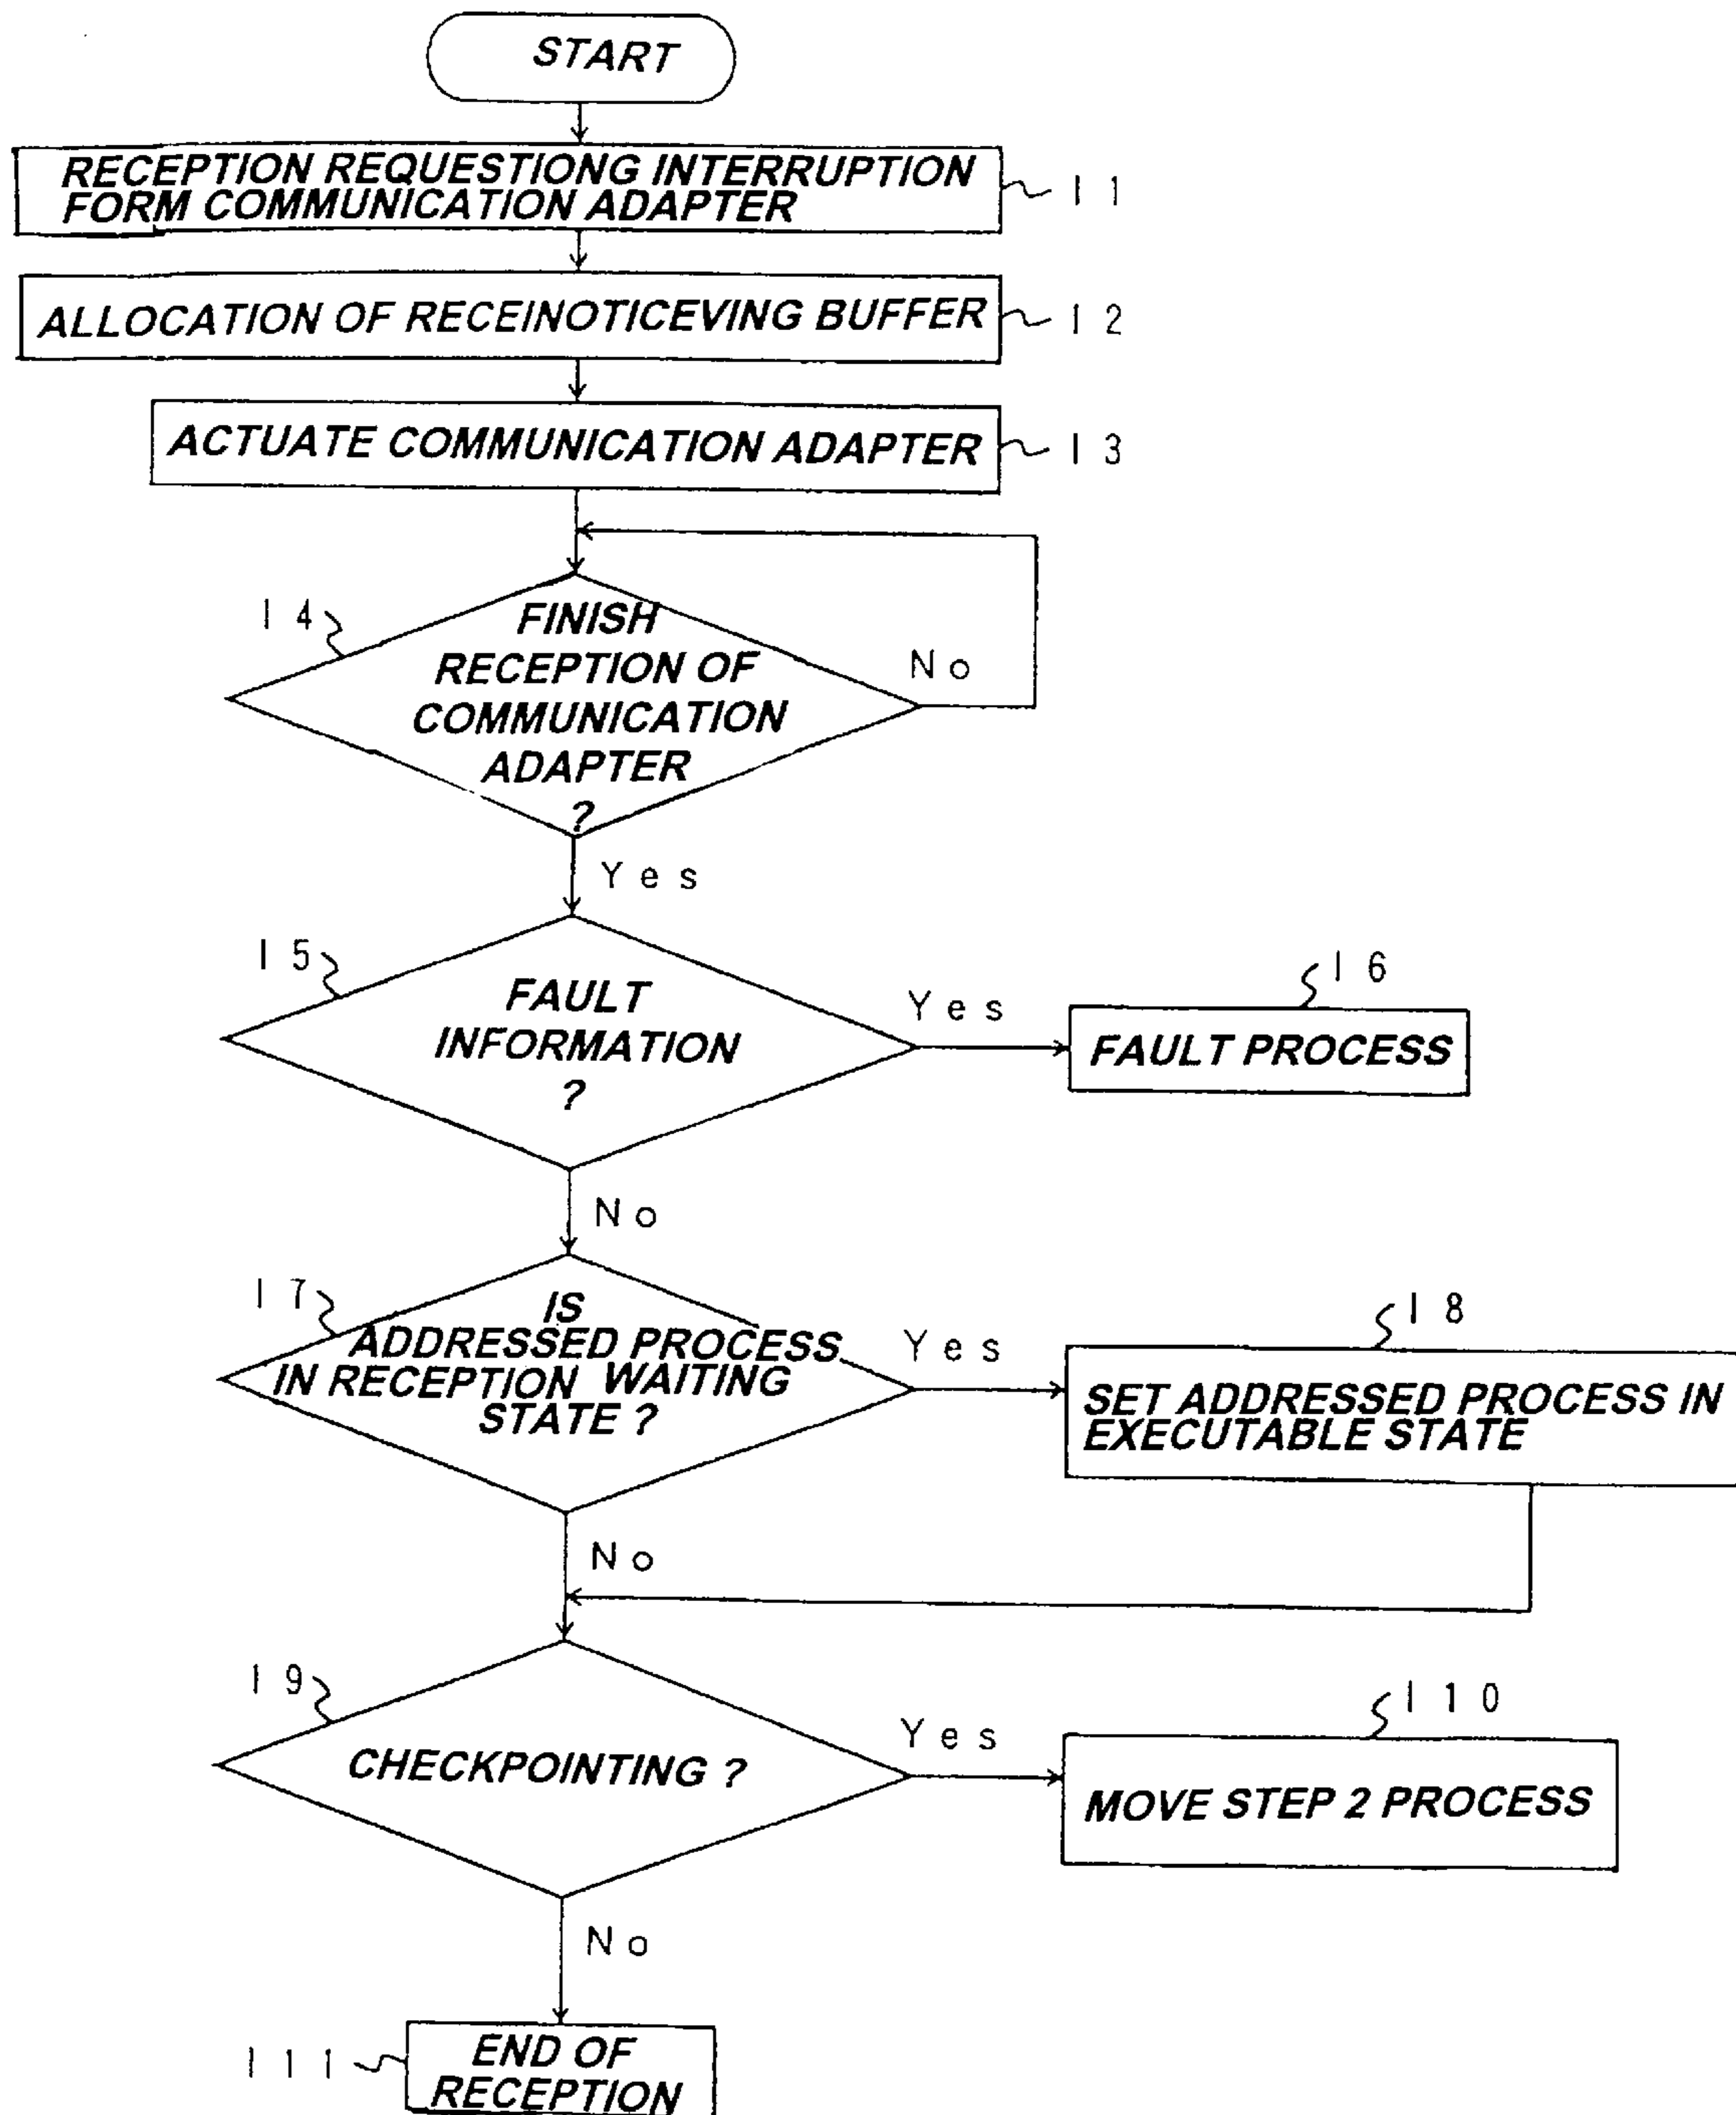 START
RECEPTION REQUESTIONG INTERRUPTION
FORM COMMUNICATION ADAPTER
11
ALLOCATION OF RECEINOTICEVING BUFFER
12
ACTUATE COMMUNICATION ADAPTER
13
14
FINISH
RECEPTION OF
COMMUNICATION
ADAPTER
?
No
Yes
15
FAULT
INFORMATION
?
Yes
16
FAULT PROCESS
No
17
IS
ADDRESSED PROCESS
IN RECEPTION WAITING
STATE ?
Yes
18
SET ADDRESSED PROCESS IN
EXECUTABLE STATE
No
19
CHECKPOINTING ?
Yes
110
MOVE STEP 2 PROCESS
No
111
END OF
RECEPTION